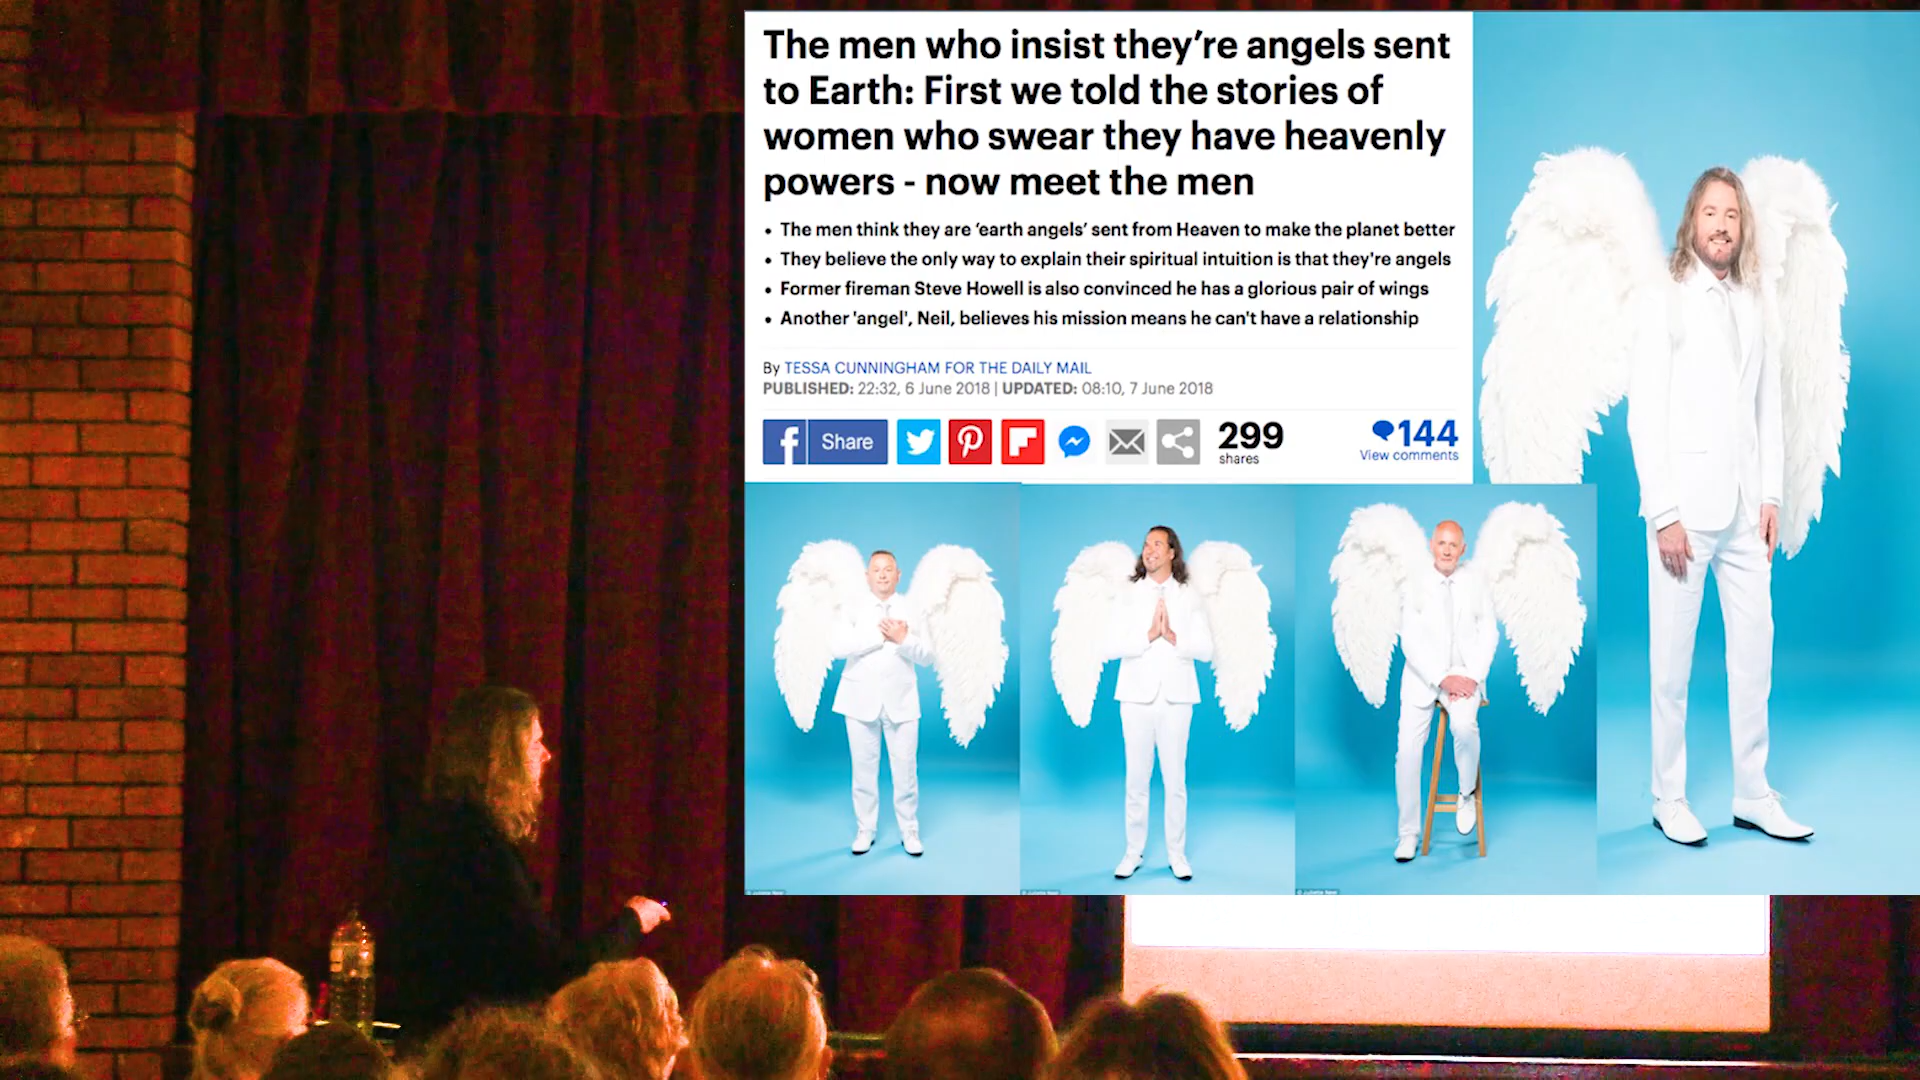 The men who insist they’re angels sent
to Earth: First we told the stories of
women who swear they have heavenly
powers - now meet the men
• The men think they are ‘earth angels’ sent from Heaven to make the planet better
• They believe the only way to explain their spiritual intuition is that they're angels
• Former fireman Steve Howell is also convinced he has a glorious pair of wings
• Another 'angel', Neil, believes his mission means he can't have a relationship
By TESSA CUNNINGHAM FOR THE DAILY MAIL
PUBLISHED: 22:32, 6 June 2018 | UPDATED: 08:10, 7 June 2018
f Share
299
shares
144
View comments